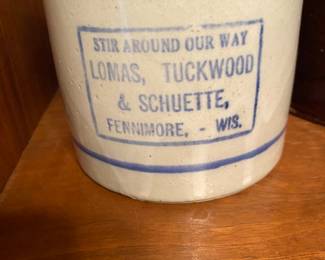 STIR AROUND OUR WAY
LOMAS, TUCKWOOD
& SCHUETTE,
FENNIMORE, - WIS.